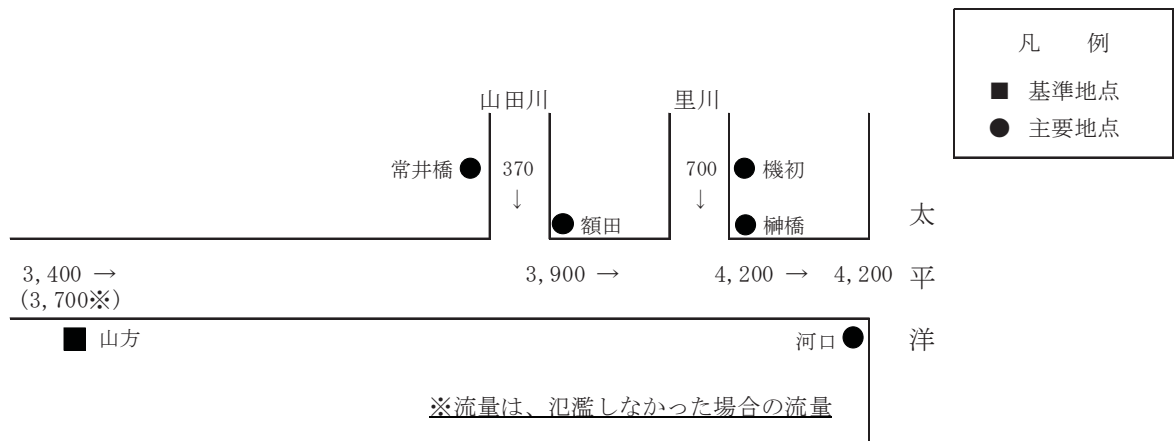 凡 例
■ 基準地点
● 主要地点
山田川
里川
常井橋
370
↓
700
↓
機初
額田
榊橋
太平洋
3,400 →
(3,700※)
3,900 →
4,200 →
4,200
山方
河口
※流量は、氾濫しなかった場合の流量